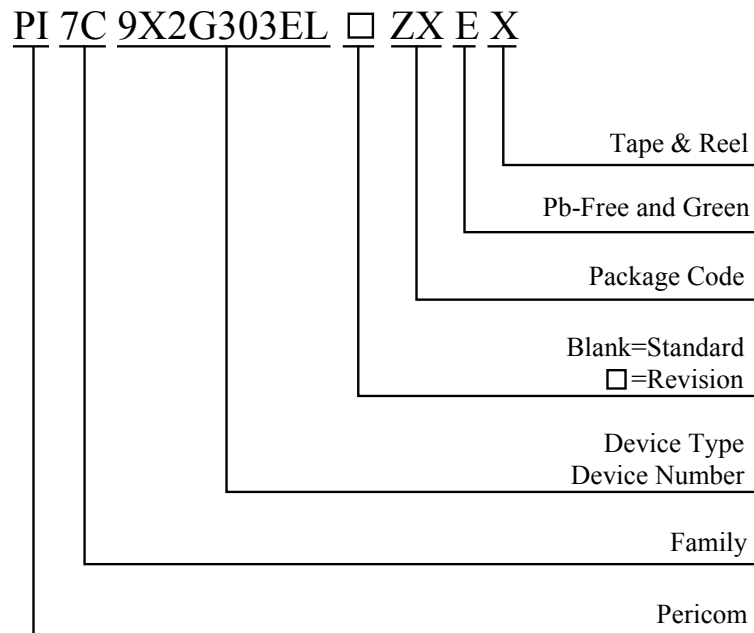 PI 7C 9X2G303EL □ ZX E X
Tape & Reel
Pb-Free and Green
Package Code
Blank=Standard
□=Revision
Device Type
Device Number
Family
Pericom